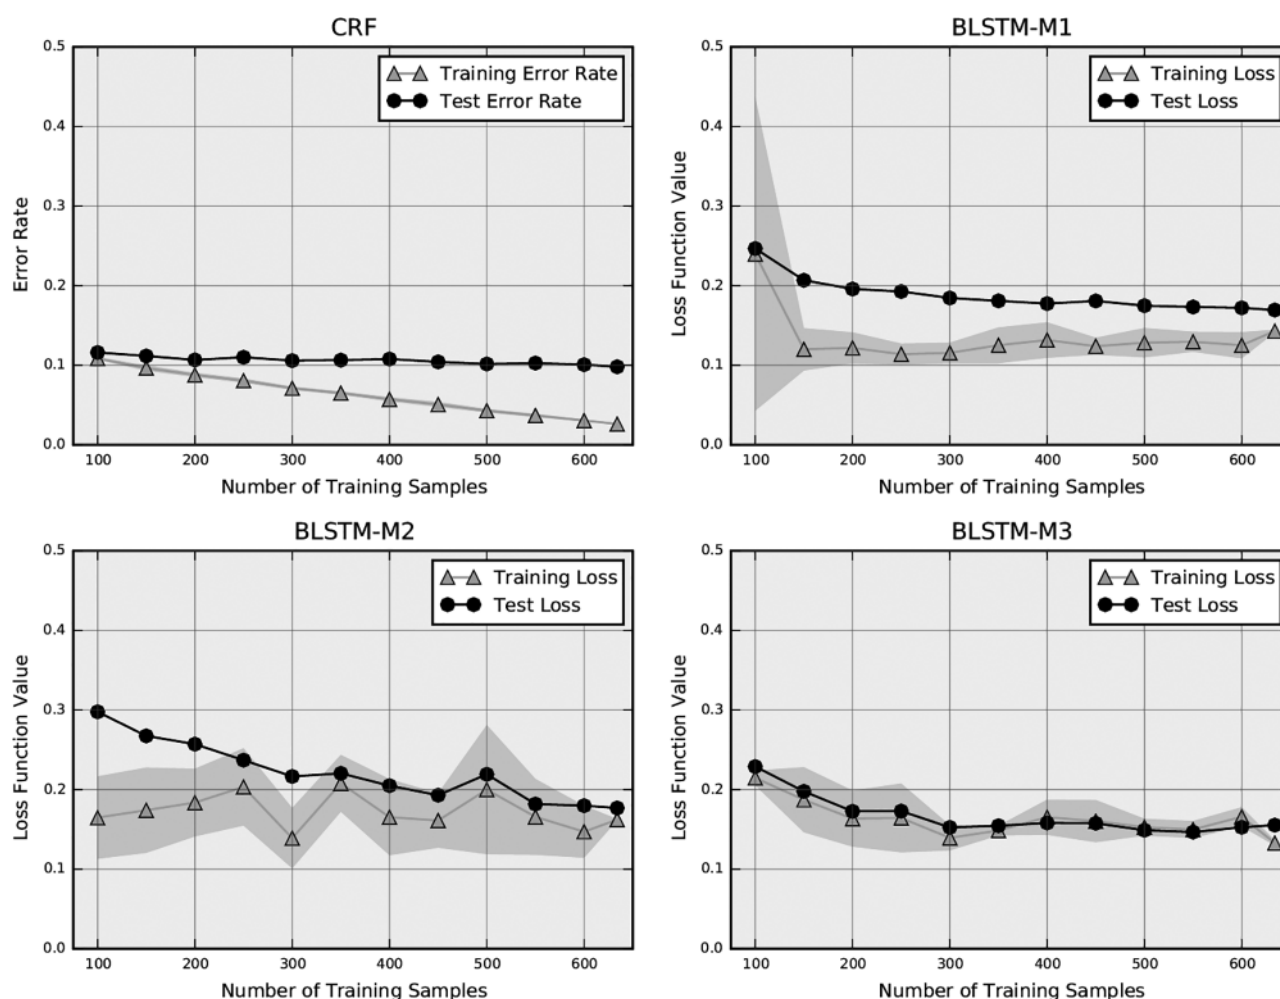 CRF
0.5
0.4
0.3
0.2
0.1
0.0
Error Rate
Training Error Rate
Test Error Rate
100
200
300
400
500
600
Number of Training Samples
BLSTM-M1
0.5
0.4
0.3
0.2
0.1
0.0
Loss Function Value
Training Loss
Test Loss
100
200
300
400
500
600
Number of Training Samples
BLSTM-M2
0.5
0.4
0.3
0.2
0.1
0.0
Loss Function Value
Training Loss
Test Loss
100
200
300
400
500
600
Number of Training Samples
BLSTM-M3
0.5
0.4
0.3
0.2
0.1
0.0
Loss Function Value
Training Loss
Test Loss
100
200
300
400
500
600
Number of Training Samples